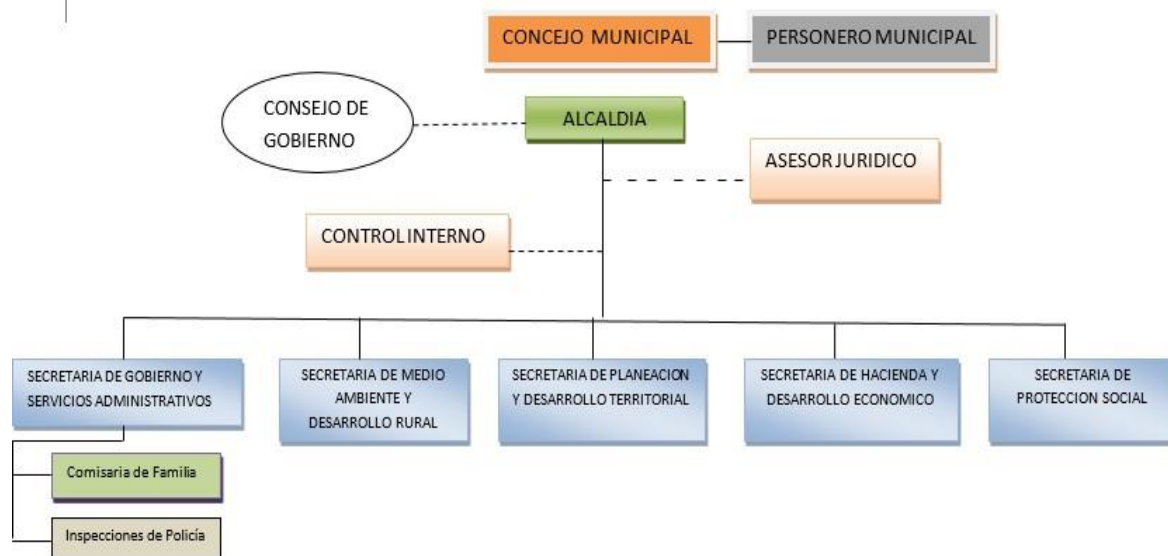 CONCEJO MUNICIPAL
PERSONERO MUNICIPAL
CONSEJO DE
GOBIERNO
ALCALDIA
ASESOR JURIDICO
CONTROL INTERNO
SECRETARIA DE GOBIERNO Y
SERVICIOS ADMINISTRATIVOS
SECRETARIA DE MEDIO
AMBIENTE Y
DESARROLLO RURAL
SECRETARIA DE PLANEACION
Y DESARROLLO TERRITORIAL
SECRETARIA DE HACIENDA Y
DESARROLLO ECONOMICO
SECRETARIA DE
PROTECCION SOCIAL
Comisaria de Familia
Inspecciones de Policía